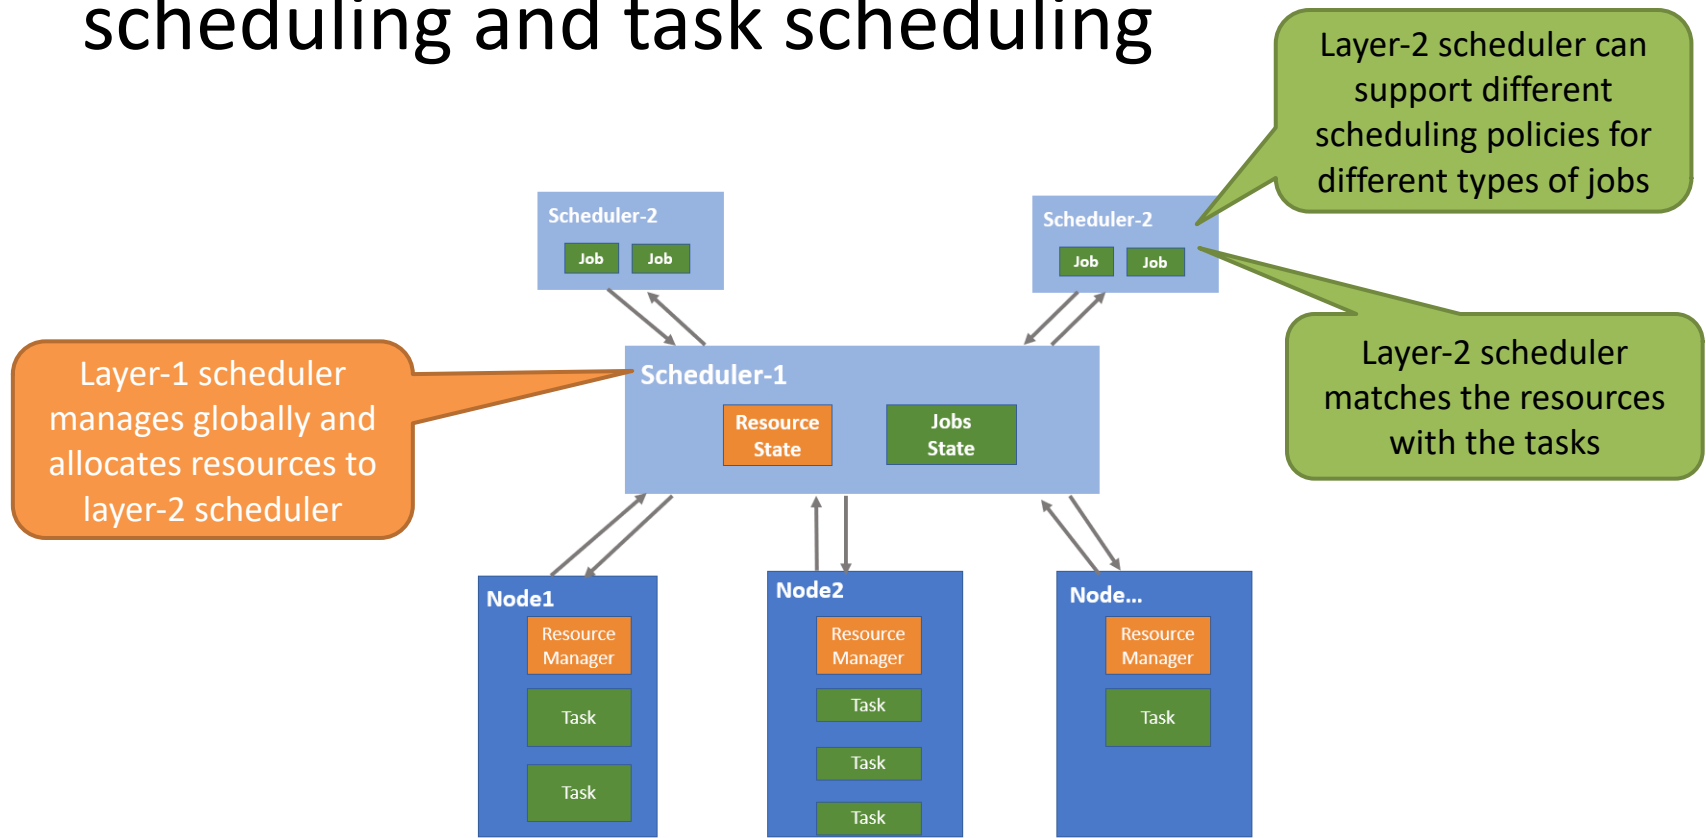 scheduling and task scheduling
Layer-2 scheduler can
support different
scheduling policies for
different types of jobs
Scheduler-2
Job
Job
Scheduler-2
Job
Job
Layer-1 scheduler
manages globally and
allocates resources to
layer-2 scheduler
Scheduler-1
Resource
State
Jobs
State
Layer-2 scheduler
matches the resources
with the tasks
Node1
Resource
Manager
Task
Task
Node2
Resource
Manager
Task
Task
Task
Node...
Resource
Manager
Task